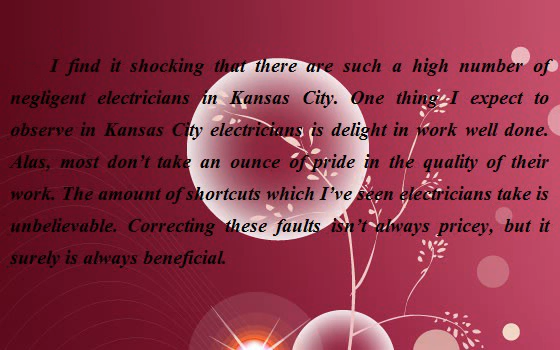 I find it shocking that there are such a high number of
negligent electricians in Kansas City. One thing I expect to
observe in Kansas City electricians is delight in work well done.
Alas, most don’t take an ounce of pride in the quality of their
work. The amount of shortcuts which I’ve seen electricians take is
unbelievable. Correcting these faults isn’t always pricey, but it
surely is always beneficial.